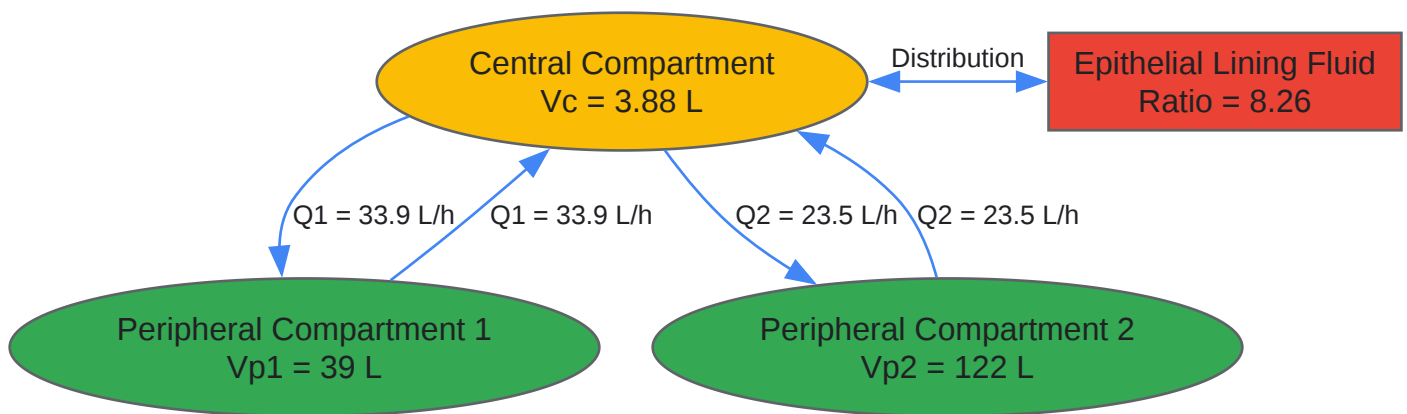 Central Compartment
Vc = 3.88 L
Distribution
Epithelial Lining Fluid
Ratio = 8.26
Q1 = 33.9 L/h
Q1 = 33.9 L/h
Q2 = 23.5 L/h
Q2 = 23.5 L/h
Peripheral Compartment 1
Vp1 = 39 L
Peripheral Compartment 2
Vp2 = 122 L